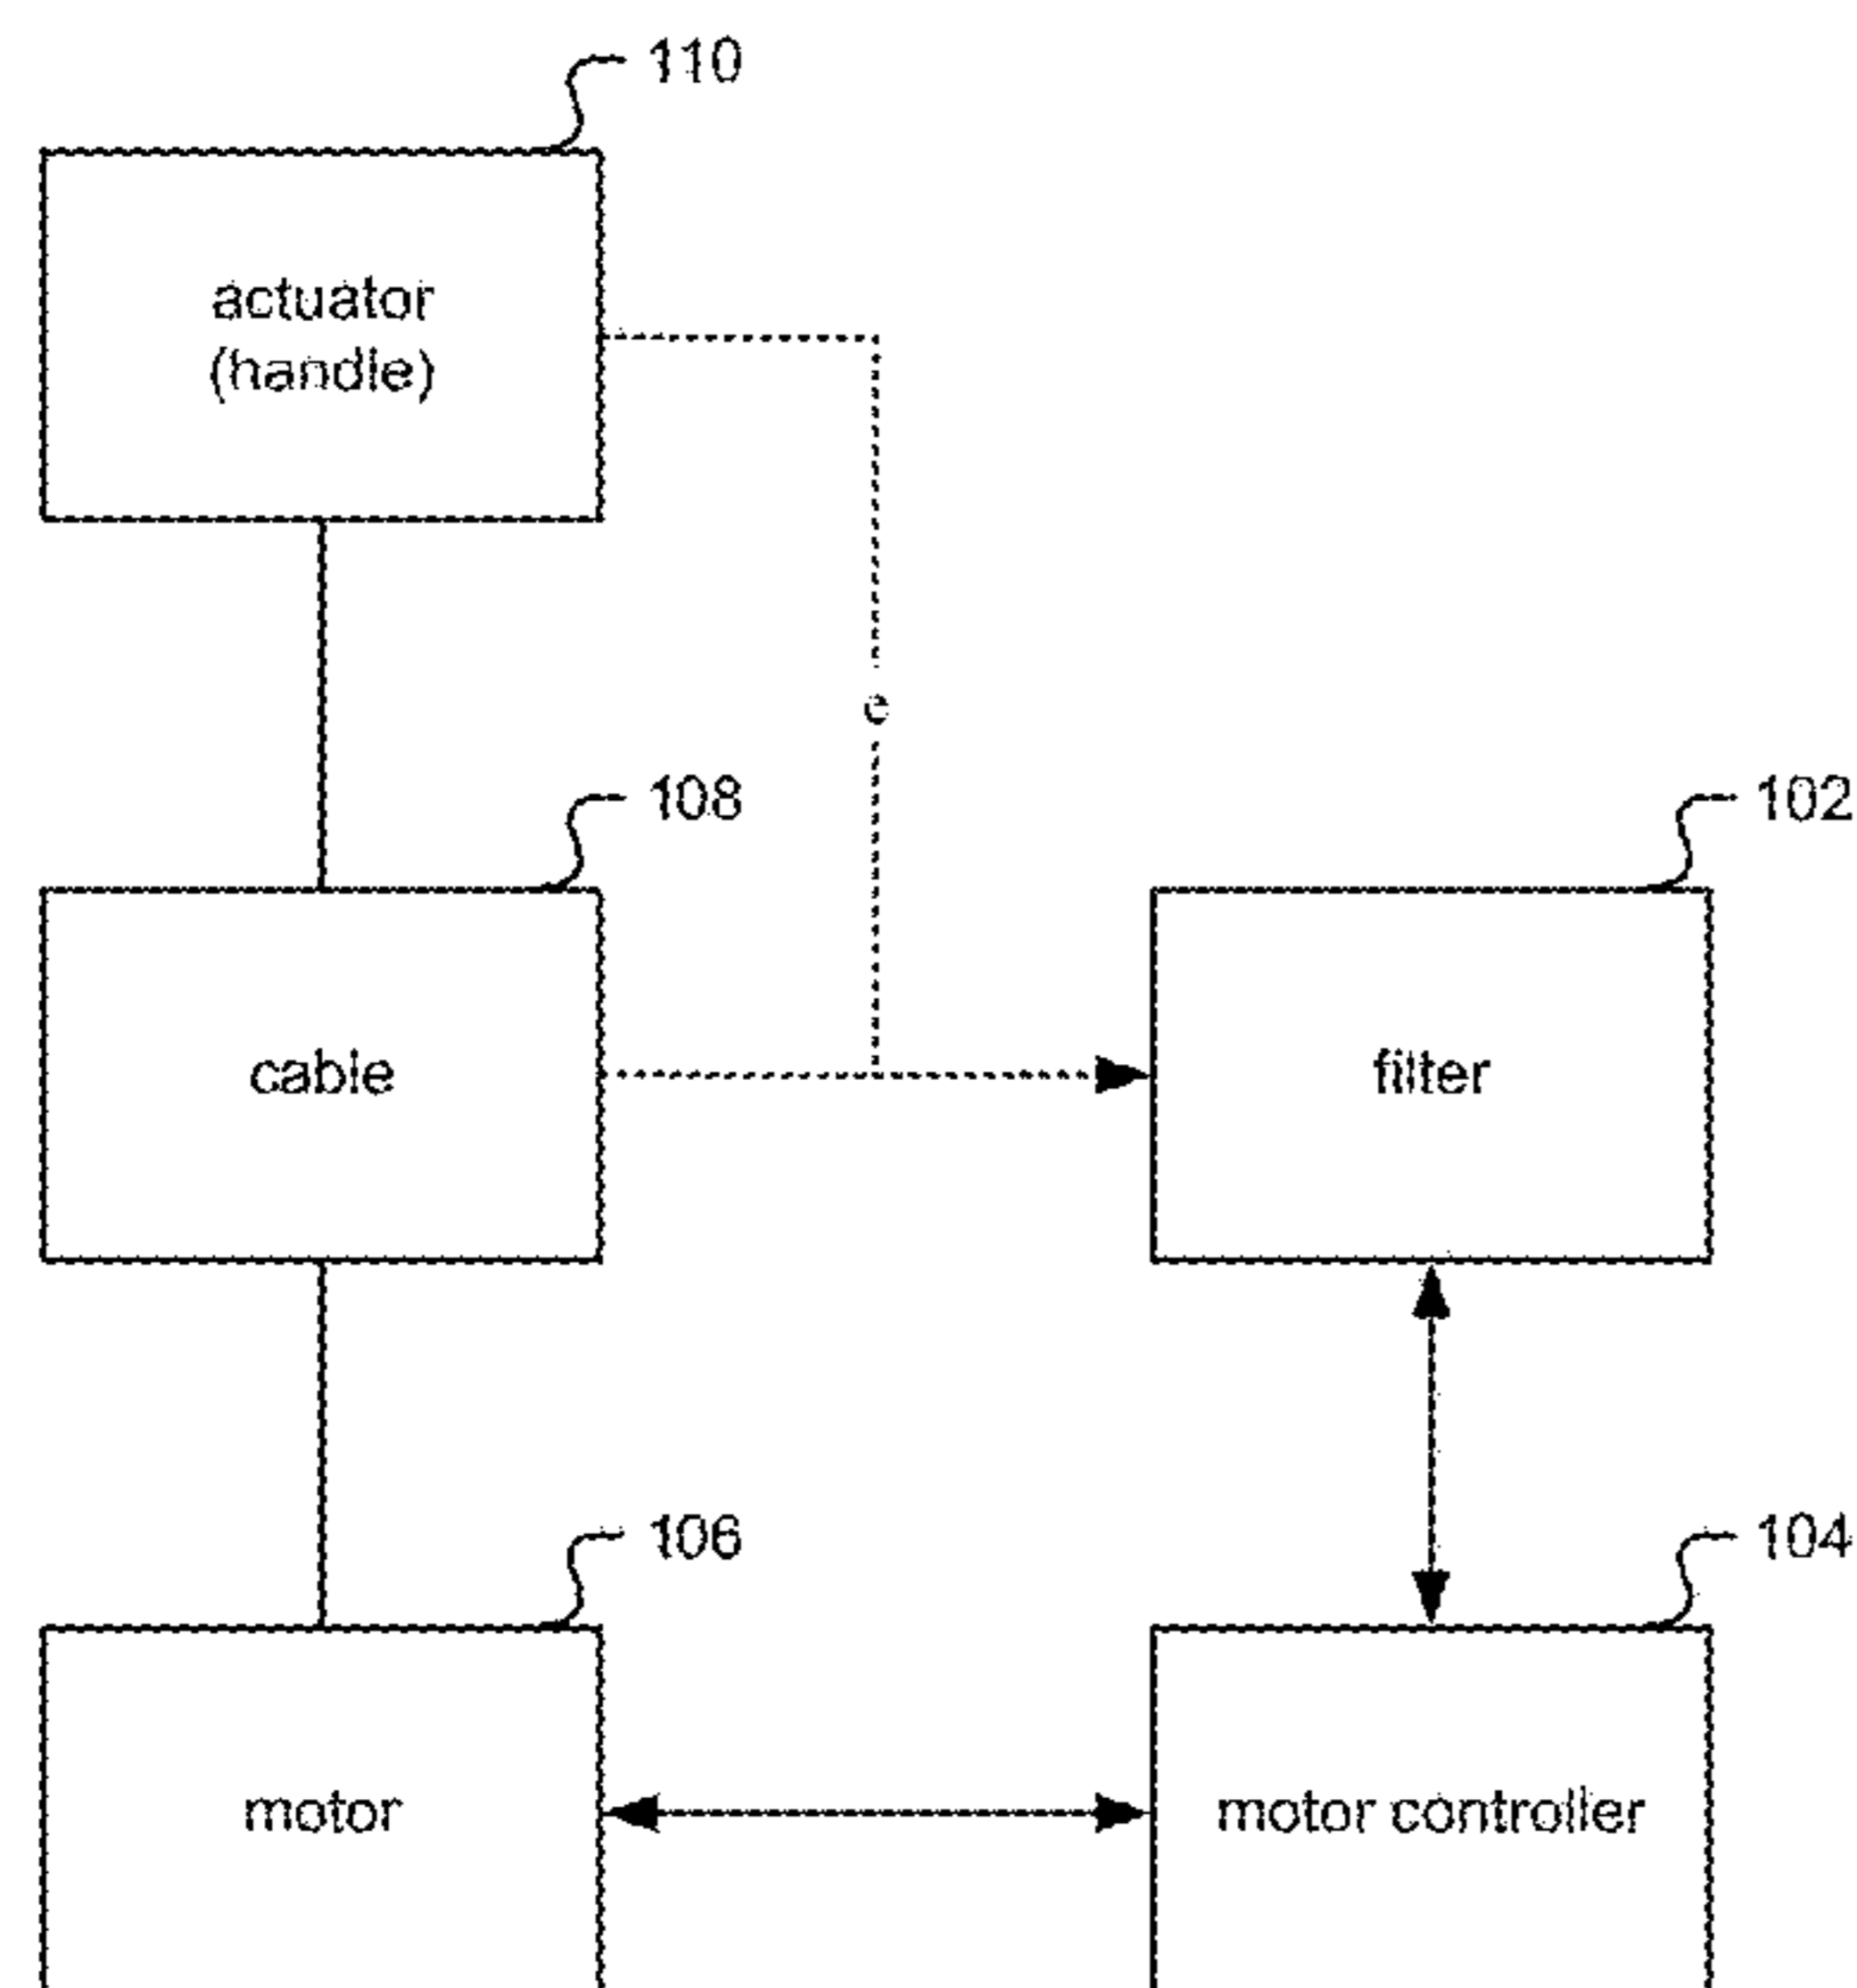 110
actuator
(handle)
e
108
102
cable
filter
106
104
motor
motor controller